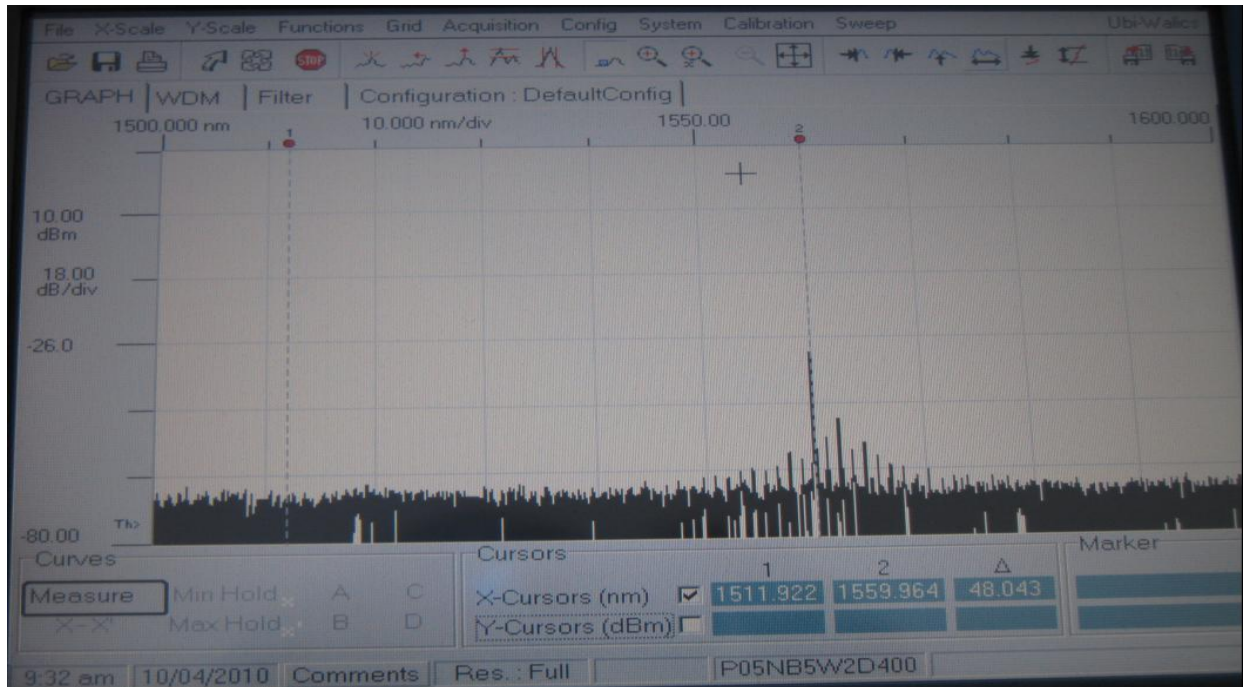 File X-Scale Y-Scale Functions Grid Acquisition Config System Calibration Sweep Ubi-Walics
STOP
GRAPH WDM Filter Configuration : DefaultConfig
1500.000 nm 1 10.000 nm/div 1550.00 2 1600.000
10.00
dBm
18.00
dB/div
-26.0
Th>
-80.00
Curves Cursors Marker
1 2 Δ
Measure Min Hold A C X-Cursors (nm) 1511.922 1559.964 48.043
X-X' Max Hold B D Y-Cursors (dBm)
9:32 am 10/04/2010 Comments Res. : Full P05NB5W2D400